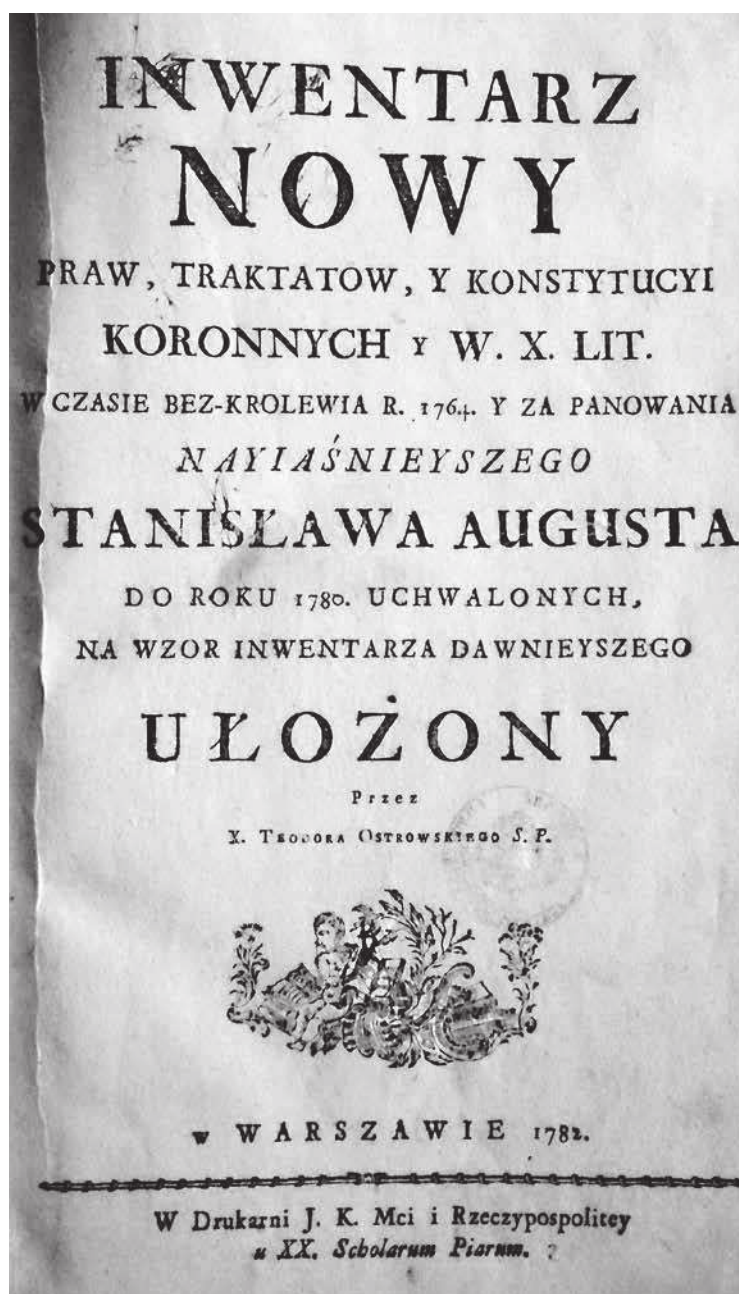 INWENTARZ
NOWY
PRAW, TRAKTATOW, Y KONSTYTUCYI
KORONNYCH Y W. X. LIT.
W CZASIE BEZ-KROLEWIA R. 1764. Y ZA PANOWANIA
NAYIAŚNIEYSZEGO
STANISŁAWA AUGUSTA
DO ROKU 1780. UCHWALONYCH,
NA WZOR INWENTARZA DAWNIEYSZEGO
UŁOŻONY
Przez
X. TEODORA OSTROWSKIEGO S. P.
w WARSZAWIE 1782.
W Drukarni J. K. Mci i Rzeczypospolitey
u XX. Scholarum Piarum.